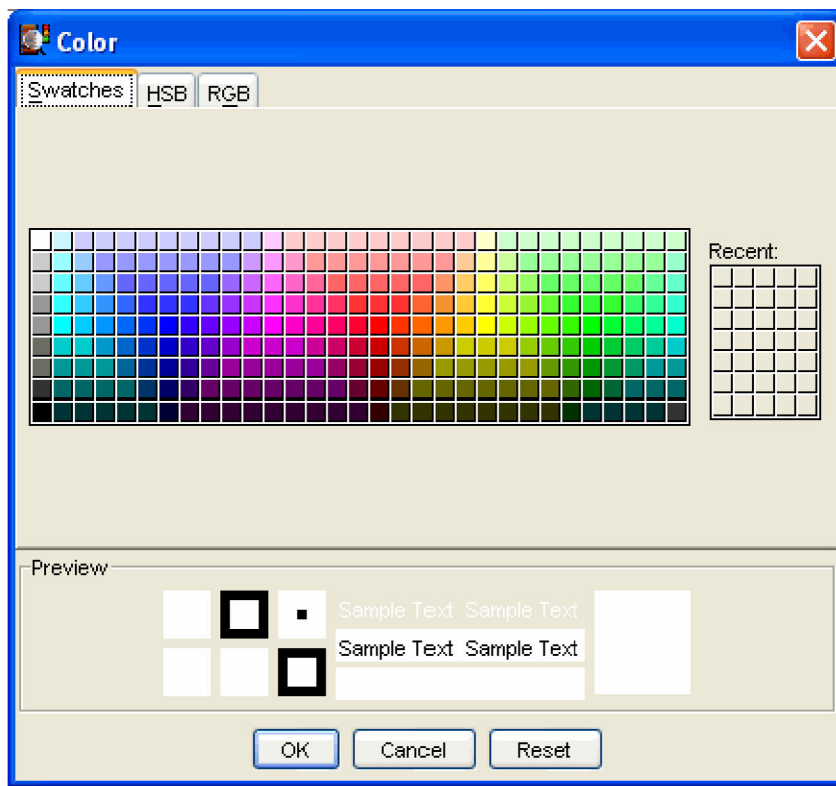 Color
Swatches HSB RGB
Recent:
Preview
Sample Text Sample Text
Sample Text Sample Text
OK Cancel Reset